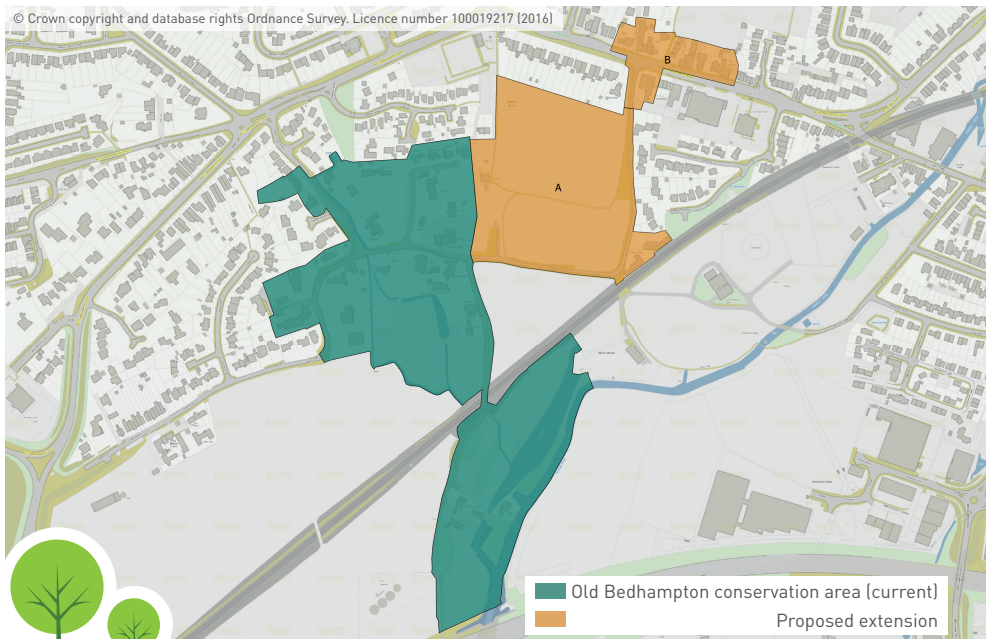 © Crown copyright and database rights Ordnance Survey. Licence number 100019217 (2016)
B
A
Old Bedhampton conservation area (current)
Proposed extension